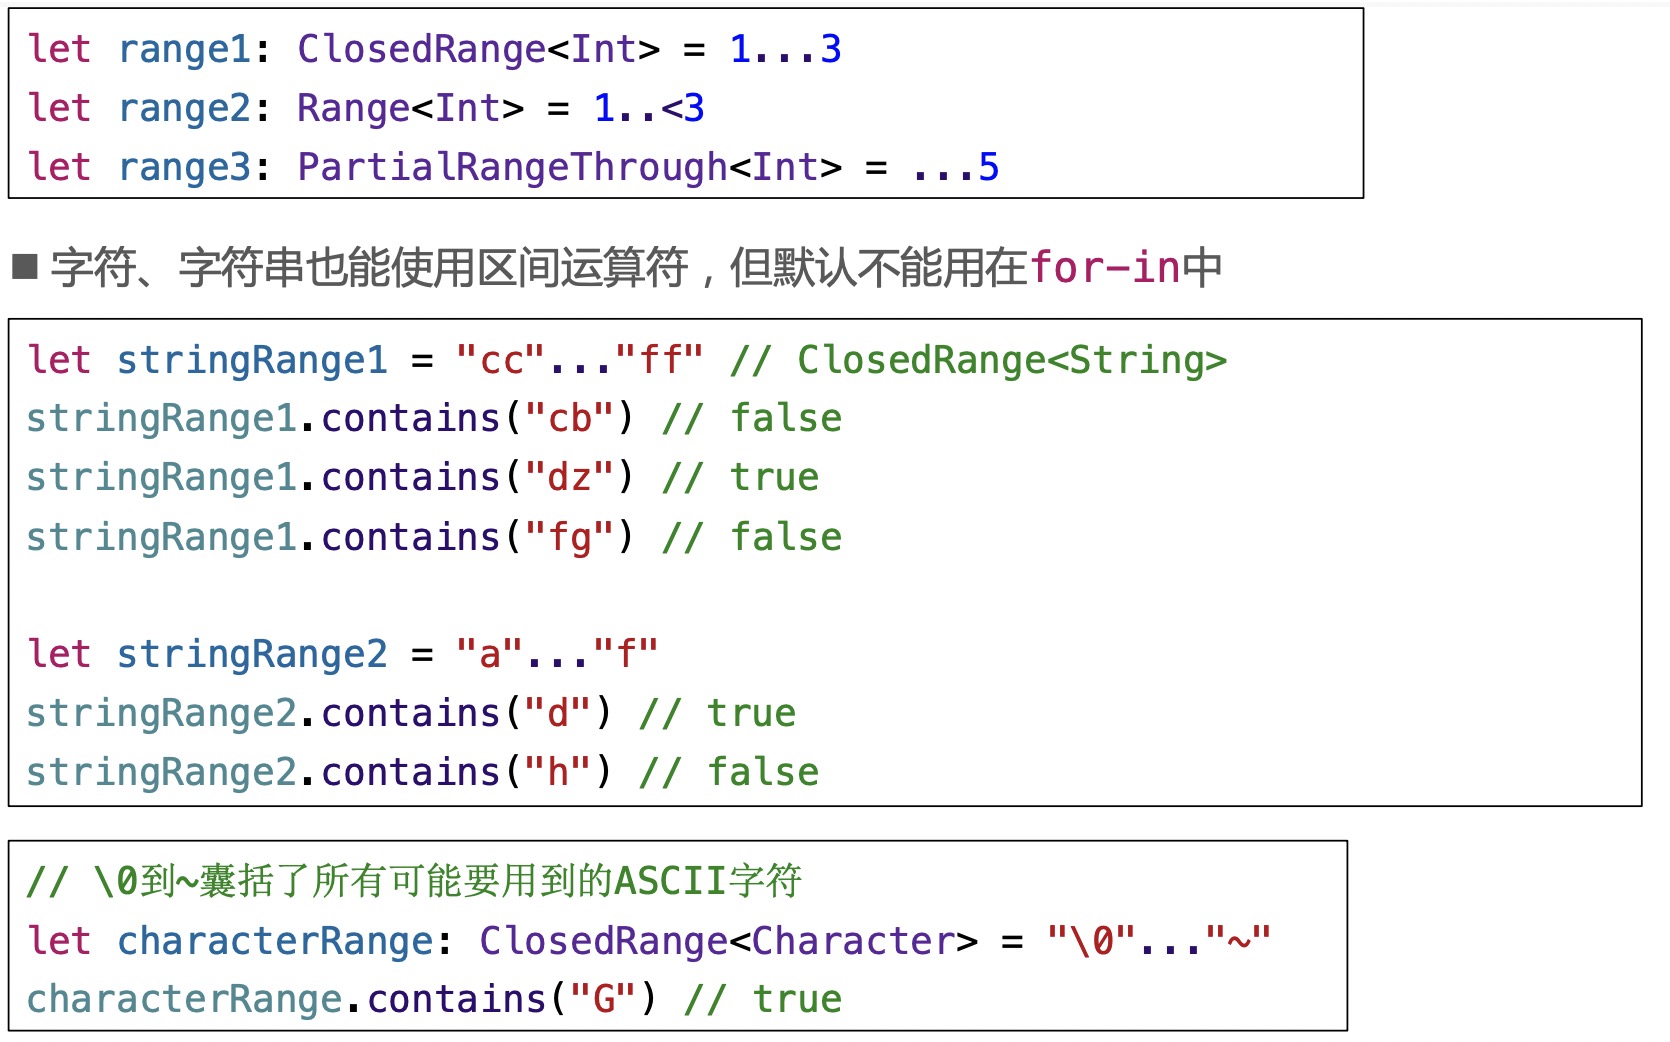 let range1: ClosedRange<Int> = 1...3
let range2: Range<Int> = 1..<3
let range3: PartialRangeThrough<Int> = ...5
■ 字符、字符串也能使用区间运算符，但默认不能用在for-in中
let stringRange1 = "cc"..."ff" // ClosedRange<String>
stringRange1.contains("cb") // false
stringRange1.contains("dz") // true
stringRange1.contains("fg") // false
let stringRange2 = "a"..."f"
stringRange2.contains("d") // true
stringRange2.contains("h") // false
// \0到~囊括了所有可能要用到的ASCII字符
let characterRange: ClosedRange<Character> = "\0"..."~"
characterRange.contains("G") // true